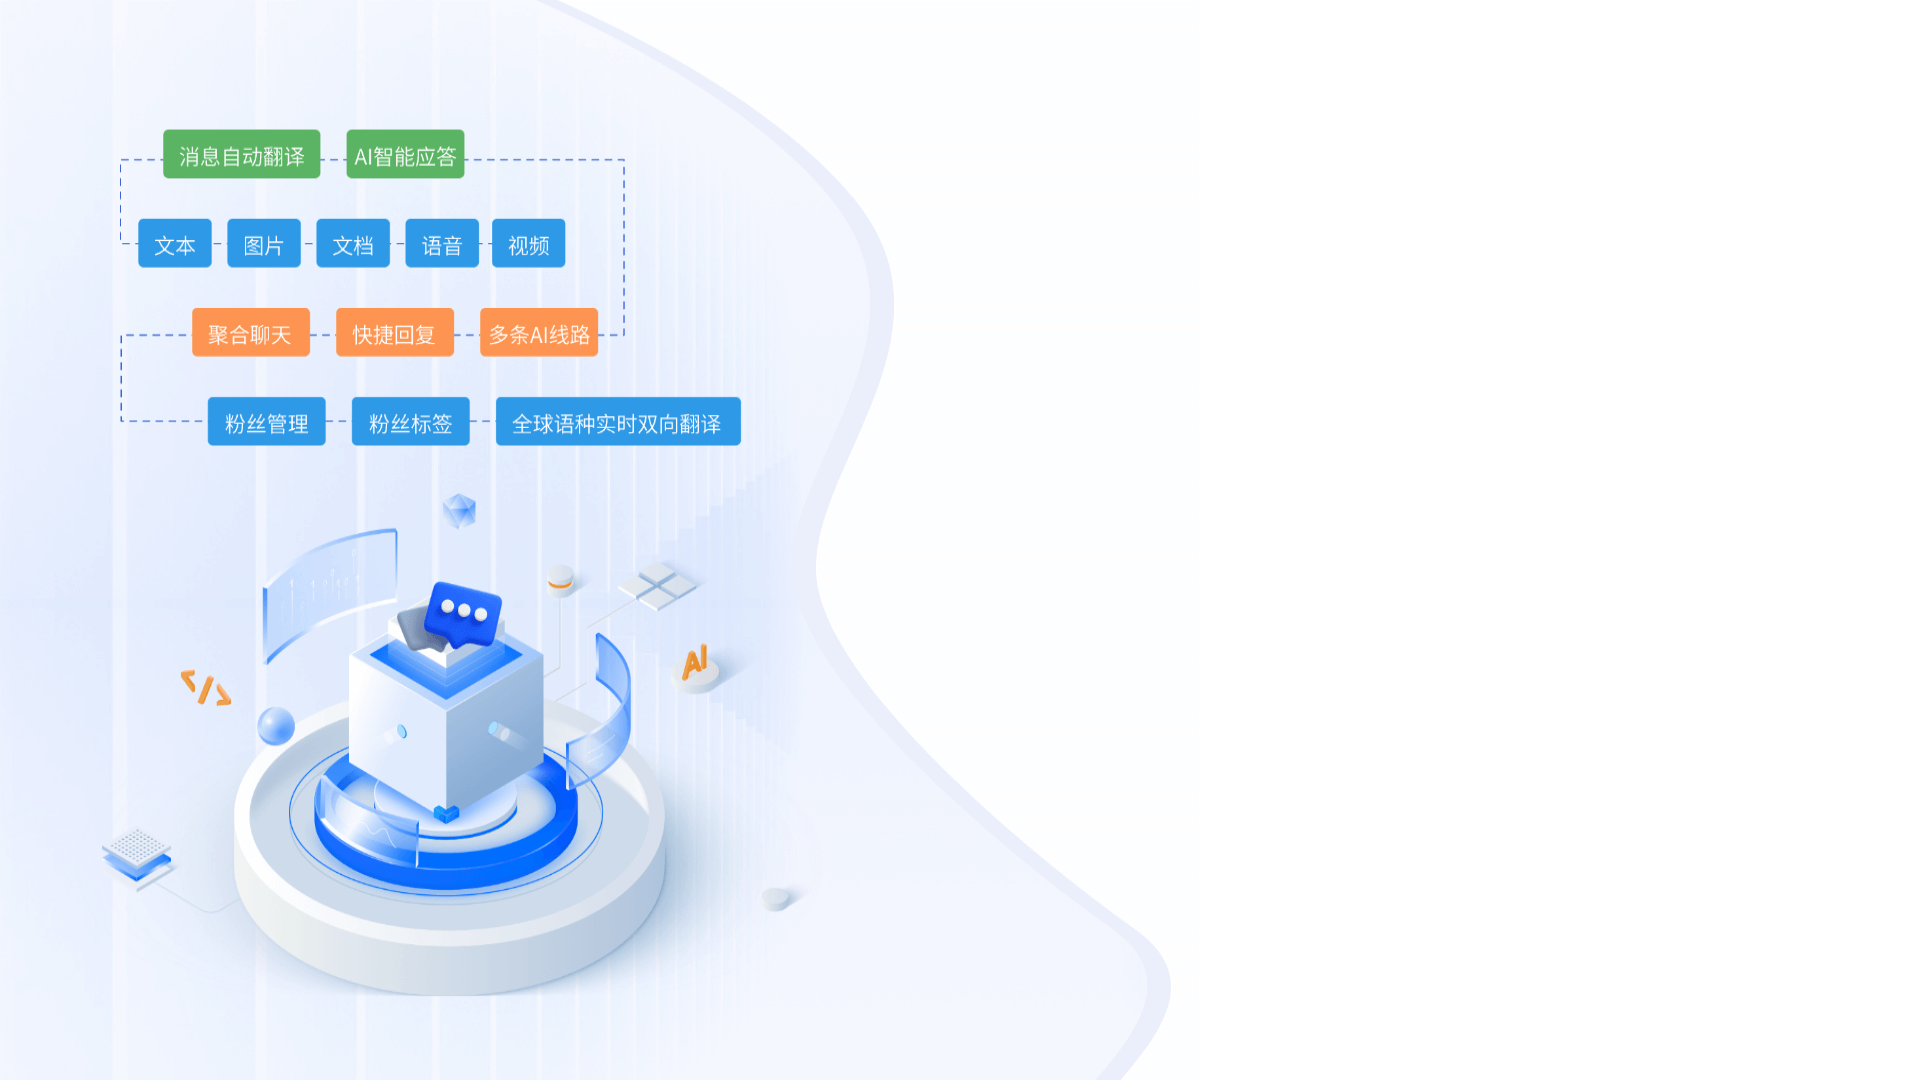 消息自动翻译 AI智能应答
文本 图片 文档 语音 视频
聚合聊天 快捷回复 多条AI线路
粉丝管理 粉丝标签 全球语种实时双向翻译
</>
AI